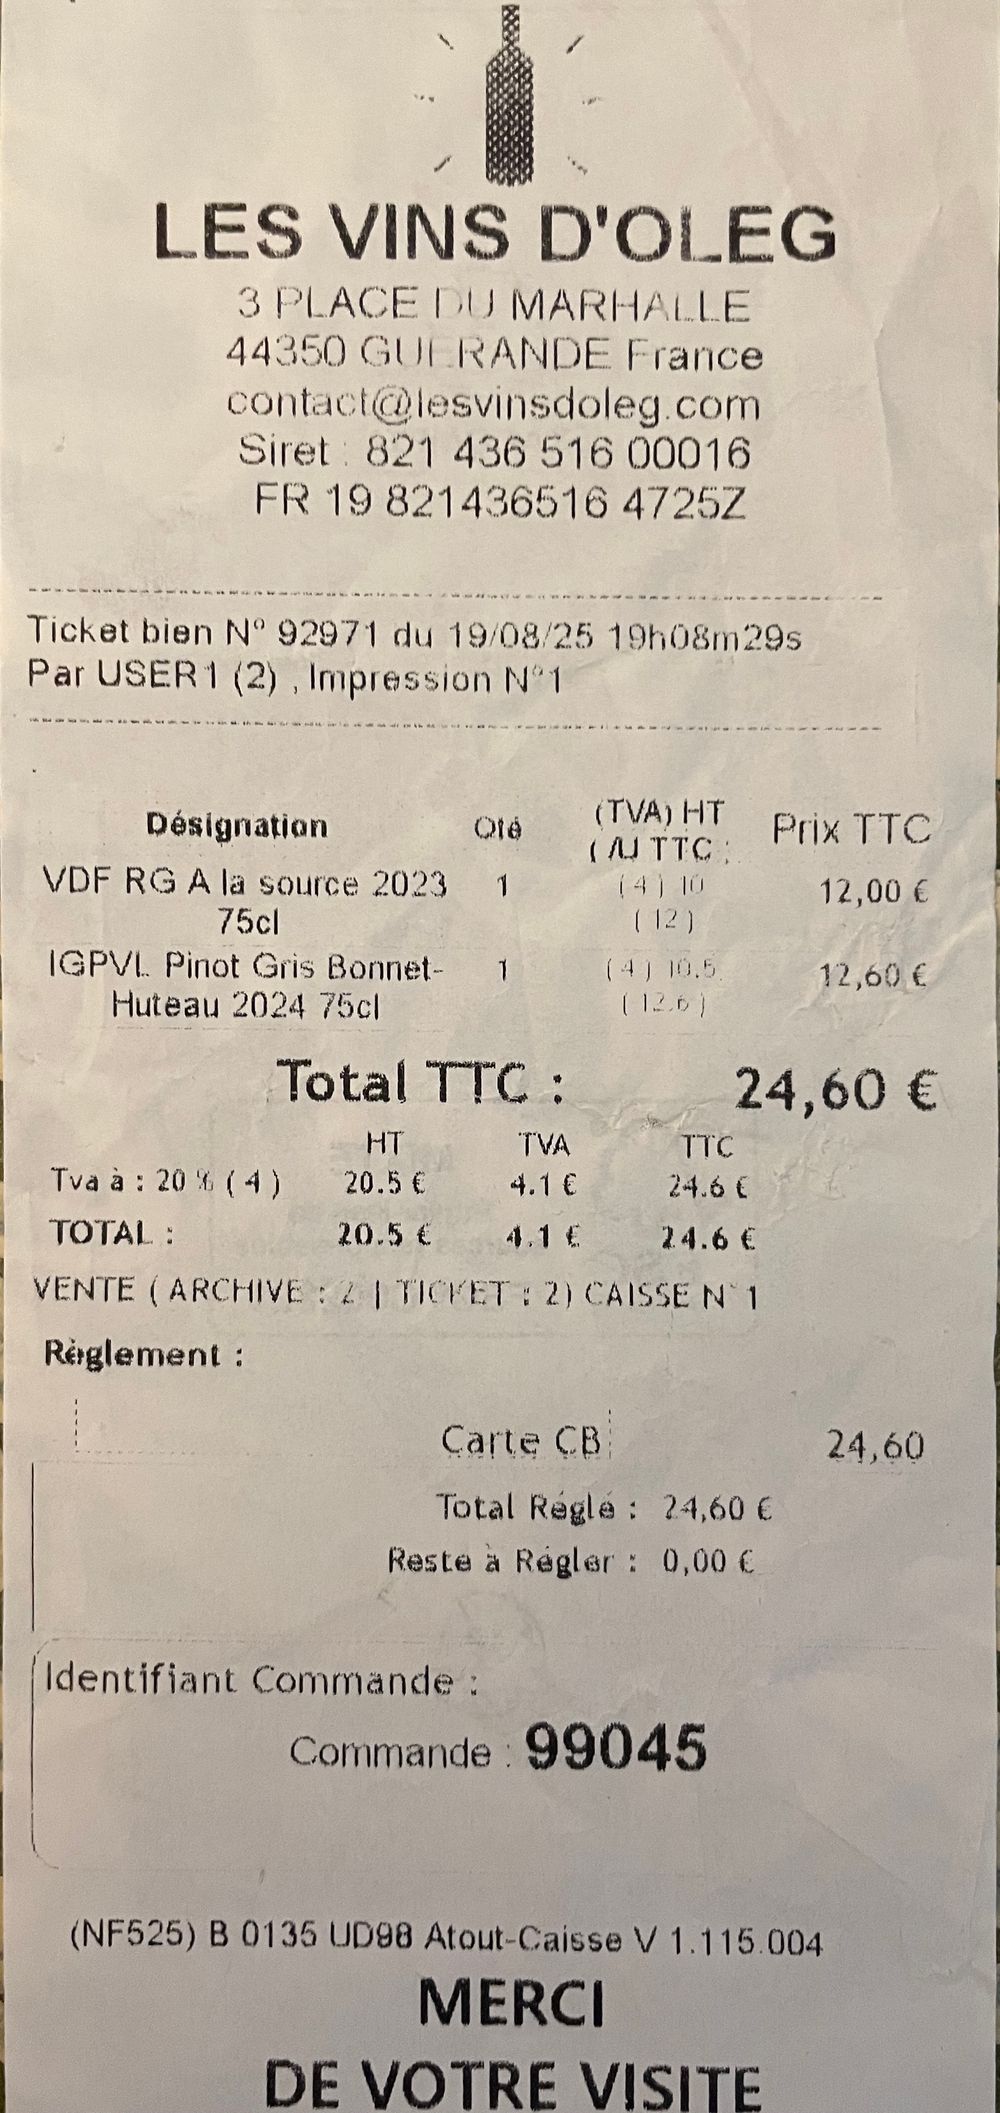 LES VINS D'OLEG
3 PLACE DU MARHALLE
44350 GUERANDE France
contact@lesvinsdoleg.com
Siret : 821 436 516 00016
FR 19 821436516 4725Z
Ticket bien N° 92971 du 19/08/25 19h08m29s
Par USER1 (2) , Impression N°1
Désignation Qté (TVA) HT Prix TTC
( /U TTC :
VDF RG A la source 2023 1 ( 4 ) 10 12,00 €
75cl ( 12 )
IGPVL Pinot Gris Bonnet- 1 ( 4 ) 10.5 12,60 €
Huteau 2024 75cl ( 12.6 )
Total TTC : 24,60 €
HT TVA TTC
Tva à : 20 % ( 4 ) 20.5 € 4.1 € 24.6 €
TOTAL : 20.5 € 4.1 € 24.6 €
VENTE ( ARCHIVE : 2 | TICKET : 2) CAISSE N°1
Règlement :
Carte CB 24,60
Total Réglé : 24,60 €
Reste à Régler : 0,00 €
Identifiant Commande :
Commande : 99045
(NF525) B 0135 UD98 Atout-Caisse V 1.115.004
MERCI
DE VOTRE VISITE